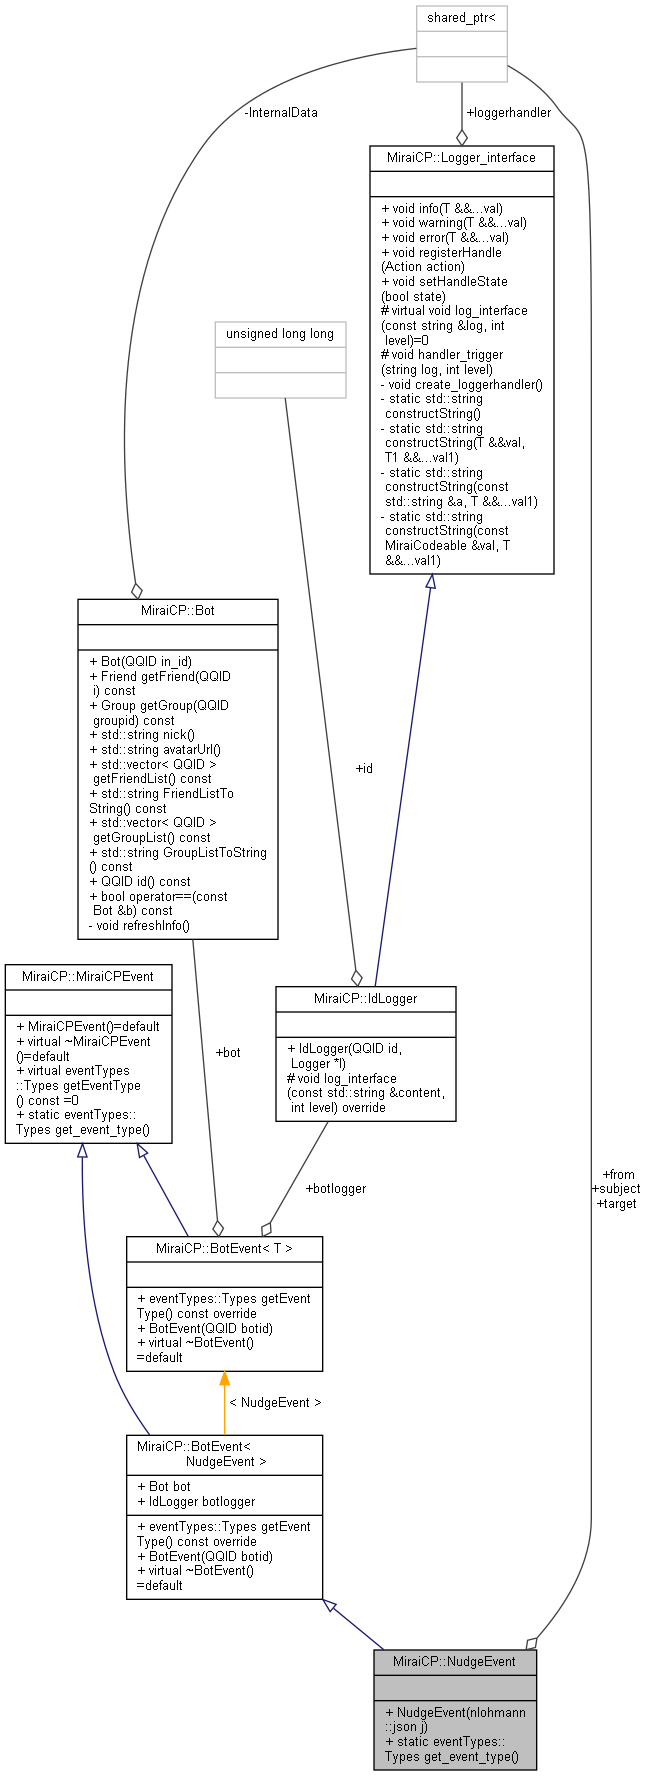 shared_ptr<
-InternalData
+loggerhandler
MiraiCP::Logger_interface
+ void info(T &&...val)
+ void warning(T &&...val)
+ void error(T &&...val)
+ void registerHandle
(Action action)
+ void setHandleState
(bool state)
# virtual void log_interface
(const string &log, int
level)=0
# void handler_trigger
(string log, int level)
- void create_loggerhandler()
- static std::string
constructString()
- static std::string
constructString(T &&val,
T1 &&...val1)
- static std::string
constructString(const
std::string &a, T &&...val1)
- static std::string
constructString(const
MiraiCodeable &val, T
&&...val1)
unsigned long long
MiraiCP::Bot
+ Bot(QQID in_id)
+ Friend getFriend(QQID
i) const
+ Group getGroup(QQID
groupid) const
+ std::string nick()
+ std::string avatarUrl()
+ std::vector< QQID >
getFriendList() const
+ std::string FriendListTo
String() const
+ std::vector< QQID >
getGroupList() const
+ std::string GroupListToString
() const
+ QQID id() const
+ bool operator==(const
Bot &b) const
- void refreshInfo()
+id
MiraiCP::MiraiCPEvent
+ MiraiCPEvent()=default
+ virtual ~MiraiCPEvent
()=default
+ virtual eventTypes
::Types getEventType
() const =0
+ static eventTypes::
Types get_event_type()
MiraiCP::IdLogger
+ IdLogger(QQID id,
Logger *l)
# void log_interface
(const std::string &content,
int level) override
+bot
+botlogger
+from
+subject
+target
MiraiCP::BotEvent< T >
+ eventTypes::Types getEvent
Type() const override
+ BotEvent(QQID botid)
+ virtual ~BotEvent()
=default
< NudgeEvent >
MiraiCP::BotEvent<
NudgeEvent >
+ Bot bot
+ IdLogger botlogger
+ eventTypes::Types getEvent
Type() const override
+ BotEvent(QQID botid)
+ virtual ~BotEvent()
=default
MiraiCP::NudgeEvent
+ NudgeEvent(nlohmann
::json j)
+ static eventTypes::
Types get_event_type()